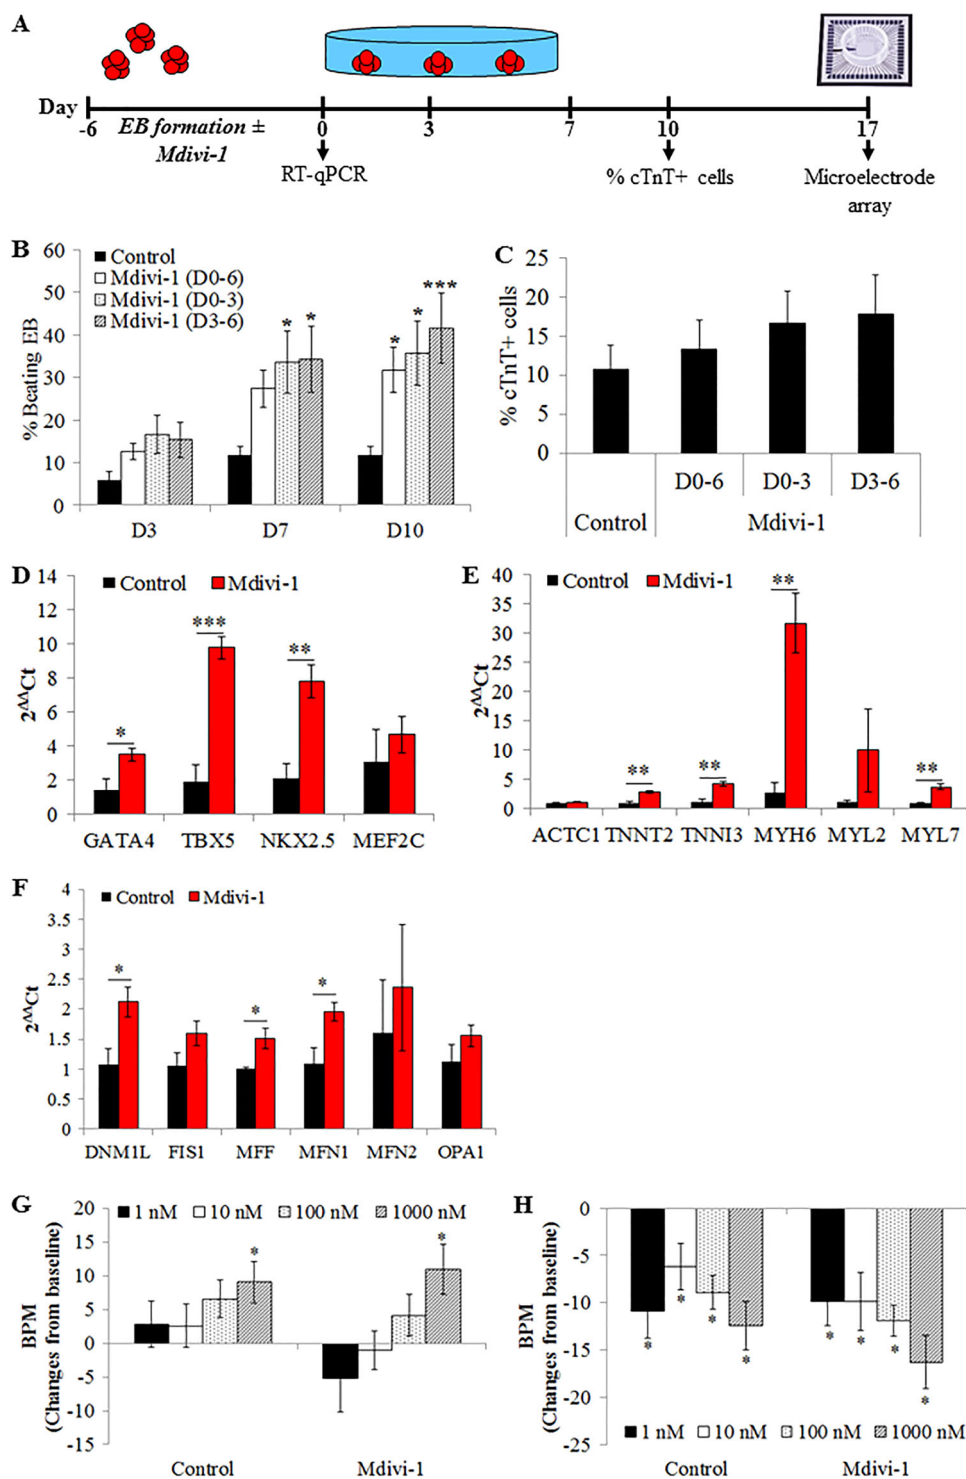 A
Day
-6
EB formation ±
Mdivi-1
0
3
7
10
17
RT-qPCR
% cTnT+ cells
Microelectrode
array
B
60
50
40
30
20
10
0
% Beating EB
Control
Mdivi-1 (D0-6)
Mdivi-1 (D0-3)
Mdivi-1 (D3-6)
* *
* * ***
D3 D7 D10
C
25
20
15
10
5
0
% cTnT+ cells
D0-6 D0-3 D3-6
Control Mdivi-1
D
14
12
10
8
6
4
2
0
2^ΔΔCt
Control Mdivi-1
* *** **
GATA4 TBX5 NKX2.5 MEF2C
E
40
35
30
25
20
15
10
5
0
2^ΔΔCt
Control Mdivi-1
** ** ** **
ACTC1 TNNT2 TNNI3 MYH6 MYL2 MYL7
F
4
3.5
3
2.5
2
1.5
1
0.5
0
2^ΔΔCt
Control Mdivi-1
* * *
DNM1L FIS1 MFF MFN1 MFN2 OPA1
G
20
15
10
5
0
-5
-10
-15
BPM
(Changes from baseline)
1 nM 10 nM 100 nM 1000 nM
* *
Control Mdivi-1
H
0
-5
-10
-15
-20
-25
BPM
(Changes from baseline)
* * * * * * * *
1 nM 10 nM 100 nM 1000 nM
Control Mdivi-1